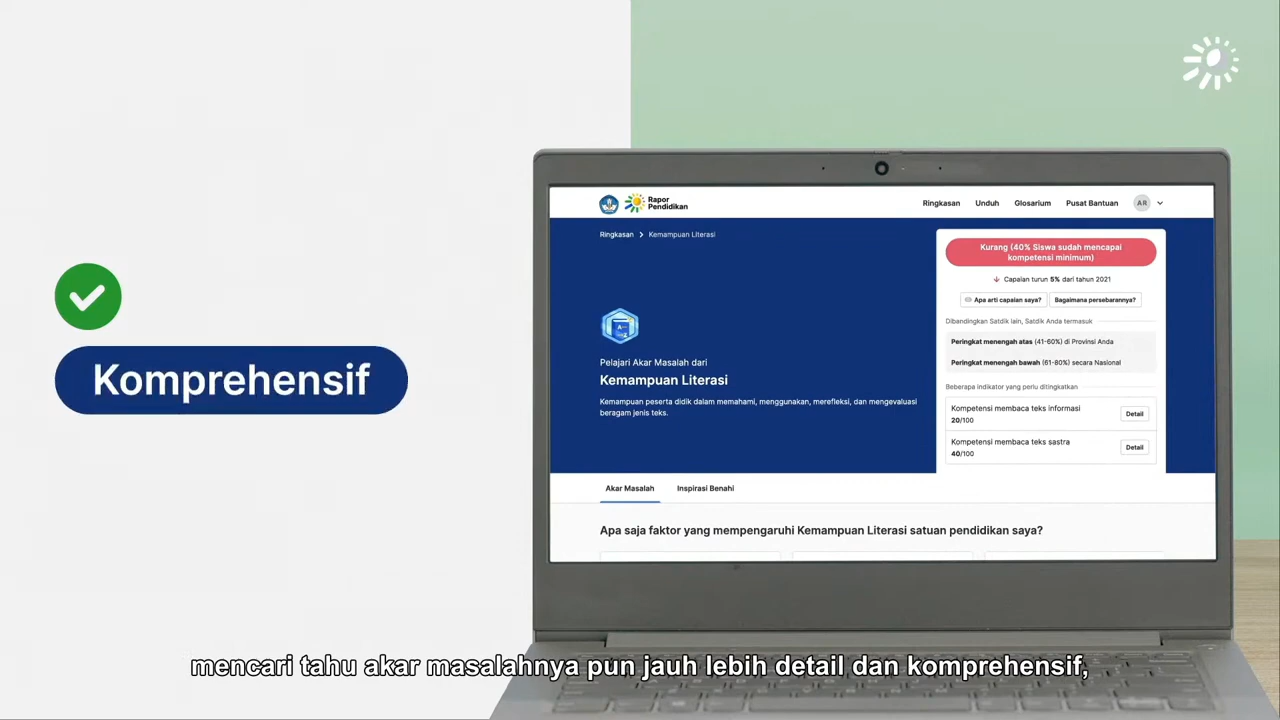 Komprehensif
Rapor
Pendidikan
Ringkasan
Unduh
Glosarium
Pusat Bantuan
AR
Ringkasan > Kemampuan Literasi
Pelajari Akar Masalah dari
Kemampuan Literasi
Kemampuan peserta didik dalam memahami, menggunakan, merefleksi, dan mengevaluasi
beragam jenis teks.
Kurang (40% Siswa sudah mencapai
kompetensi minimum)
Capaian turun 5% dari tahun 2021
Apa arti capaian saya?
Bagaimana persebarannya?
Dibandingkan Satdik lain, Satdik Anda termasuk
Peringkat menengah atas (41-60%) di Provinsi Anda
Peringkat menengah bawah (61-80%) secara Nasional
Beberapa indikator yang perlu ditingkatkan
Kompetensi membaca teks informasi
20/100
Detail
Kompetensi membaca teks sastra
40/100
Detail
Akar Masalah
Inspirasi Benahi
Apa saja faktor yang mempengaruhi Kemampuan Literasi satuan pendidikan saya?
mencari tahu akar masalahnya pun jauh lebih detail dan komprehensif,